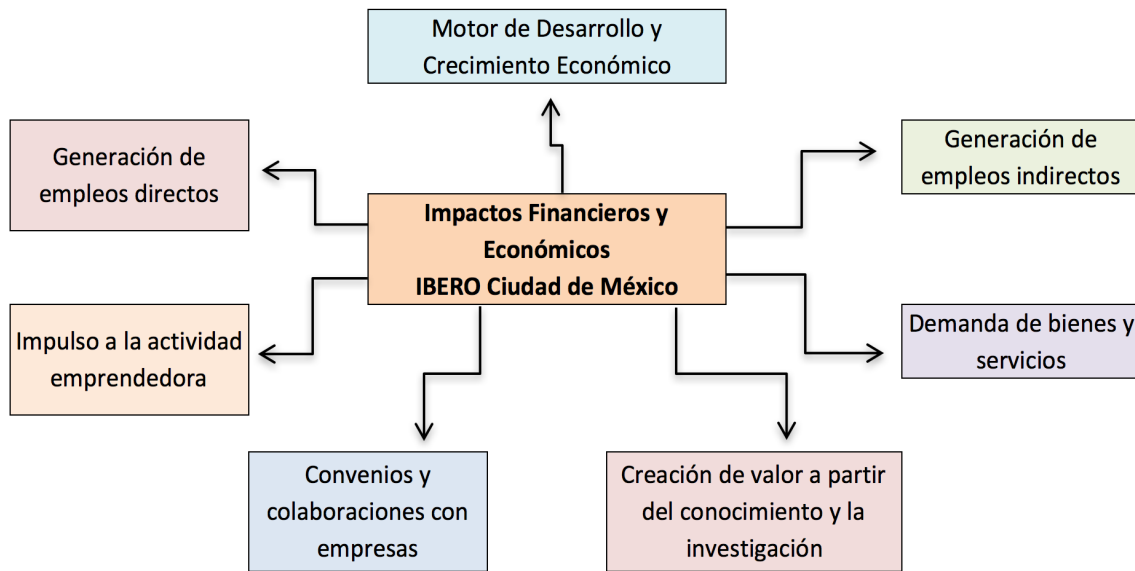 Motor de Desarrollo y
Crecimiento Económico
Generación de
empleos directos
Generación de
empleos indirectos
Impactos Financieros y
Económicos
IBERO Ciudad de México
Impulso a la actividad
emprendedora
Demanda de bienes y
servicios
Convenios y
colaboraciones con
empresas
Creación de valor a partir
del conocimiento y la
investigación